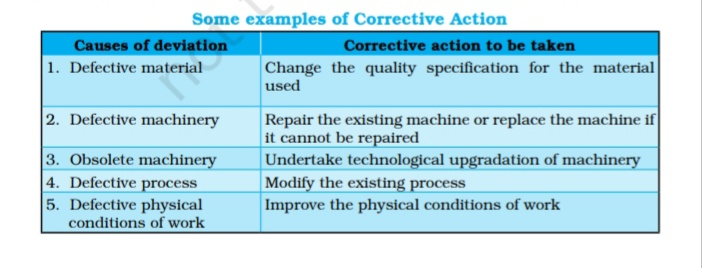 Some examples of Corrective Action
Causes of deviation Corrective action to be taken
1. Defective material Change the quality specification for the material
used
2. Defective machinery Repair the existing machine or replace the machine if
it cannot be repaired
3. Obsolete machinery Undertake technological upgradation of machinery
4. Defective process Modify the existing process
5. Defective physical Improve the physical conditions of work
conditions of work